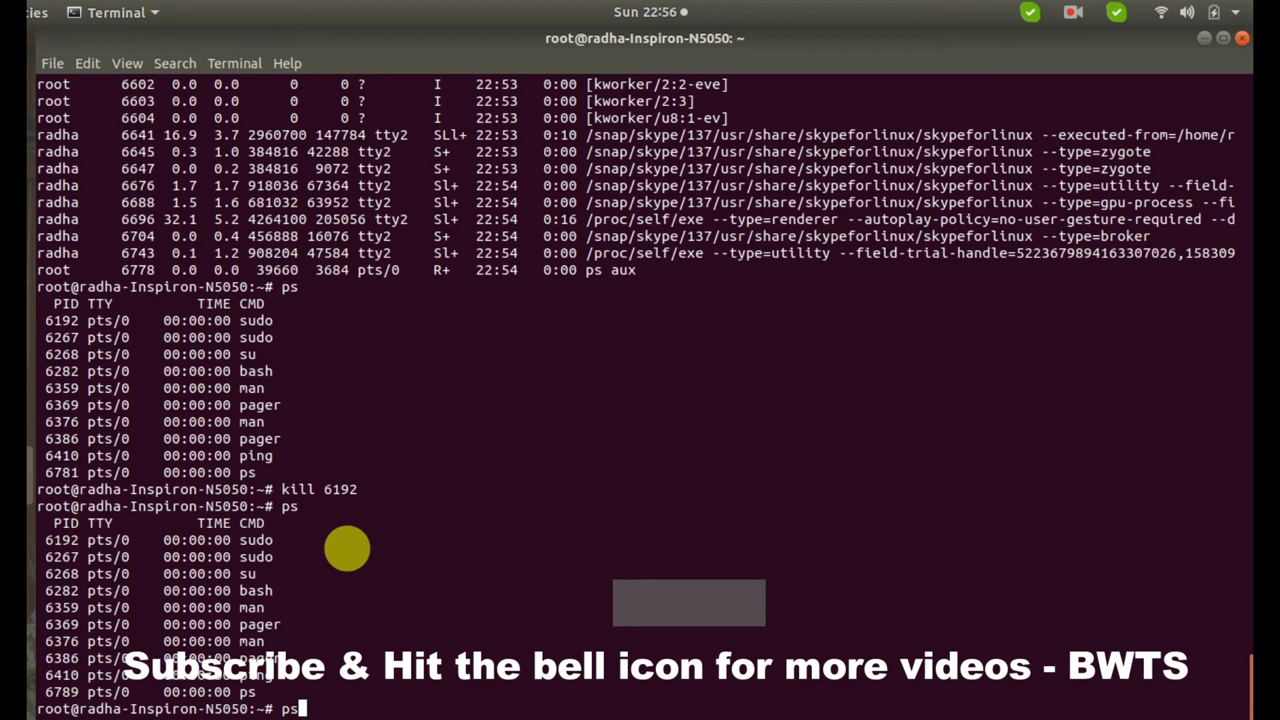 ies Terminal Sun 22:56
root@radha-Inspiron-N5050: ~
File Edit View Search Terminal Help
root 6602 0.0 0.0 0 0 ? I 22:53 0:00 [kworker/2:2-eve]
root 6603 0.0 0.0 0 0 ? I 22:53 0:00 [kworker/2:3]
root 6604 0.0 0.0 0 0 ? I 22:53 0:00 [kworker/u8:1-ev]
radha 6641 16.9 3.7 2960700 147784 tty2 SLl+ 22:53 0:10 /snap/skype/137/usr/share/skypeforlinux/skypeforlinux --executed-from=/home/r
radha 6645 0.3 1.0 384816 42288 tty2 S+ 22:53 0:00 /snap/skype/137/usr/share/skypeforlinux/skypeforlinux --type=zygote
radha 6647 0.0 0.2 384816 9072 tty2 S+ 22:53 0:00 /snap/skype/137/usr/share/skypeforlinux/skypeforlinux --type=zygote
radha 6676 1.7 1.7 918036 67364 tty2 Sl+ 22:54 0:00 /snap/skype/137/usr/share/skypeforlinux/skypeforlinux --type=utility --field-
radha 6688 1.5 1.6 681032 63952 tty2 Sl+ 22:54 0:00 /snap/skype/137/usr/share/skypeforlinux/skypeforlinux --type=gpu-process --fi
radha 6696 32.1 5.2 4264100 205056 tty2 Sl+ 22:54 0:16 /proc/self/exe --type=renderer --autoplay-policy=no-user-gesture-required --d
radha 6704 0.0 0.4 456888 16076 tty2 S+ 22:54 0:00 /snap/skype/137/usr/share/skypeforlinux/skypeforlinux --type=broker
radha 6743 0.1 1.2 908204 47584 tty2 Sl+ 22:54 0:00 /proc/self/exe --type=utility --field-trial-handle=5223679894163307026,158309
root 6778 0.0 0.0 39660 3684 pts/0 R+ 22:54 0:00 ps aux
root@radha-Inspiron-N5050:~# ps
PID TTY TIME CMD
6192 pts/0 00:00:00 sudo
6267 pts/0 00:00:00 sudo
6268 pts/0 00:00:00 su
6282 pts/0 00:00:00 bash
6359 pts/0 00:00:00 man
6369 pts/0 00:00:00 pager
6376 pts/0 00:00:00 man
6386 pts/0 00:00:00 pager
6410 pts/0 00:00:00 ping
6781 pts/0 00:00:00 ps
root@radha-Inspiron-N5050:~# kill 6192
root@radha-Inspiron-N5050:~# ps
PID TTY TIME CMD
6192 pts/0 00:00:00 sudo
6267 pts/0 00:00:00 sudo
6268 pts/0 00:00:00 su
6282 pts/0 00:00:00 bash
6359 pts/0 00:00:00 man
6369 pts/0 00:00:00 pager
6376 pts/0 00:00:00 man
6386 pts/0 00:00:00 pager
Subscribe & Hit the bell icon for more videos - BWTS
6410 pts/0 00:00:00 ping
6789 pts/0 00:00:00 ps
root@radha-Inspiron-N5050:~# ps